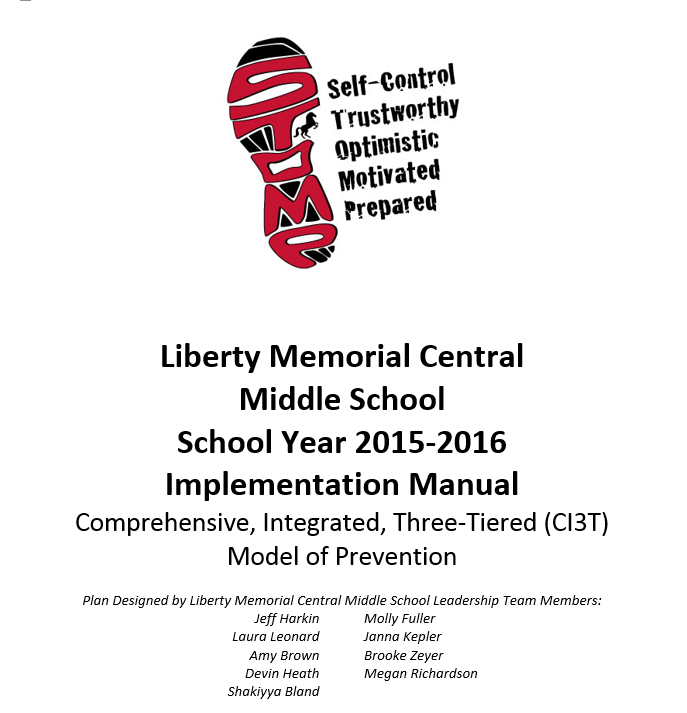 STOMP
Self-Control
Trustworthy
Optimistic
Motivated
Prepared
Liberty Memorial Central
Middle School
School Year 2015-2016
Implementation Manual
Comprehensive, Integrated, Three-Tiered (CI3T)
Model of Prevention
Plan Designed by Liberty Memorial Central Middle School Leadership Team Members:
Jeff Harkin Molly Fuller
Laura Leonard Janna Kepler
Amy Brown Brooke Zeyer
Devin Heath Megan Richardson
Shakiyya Bland